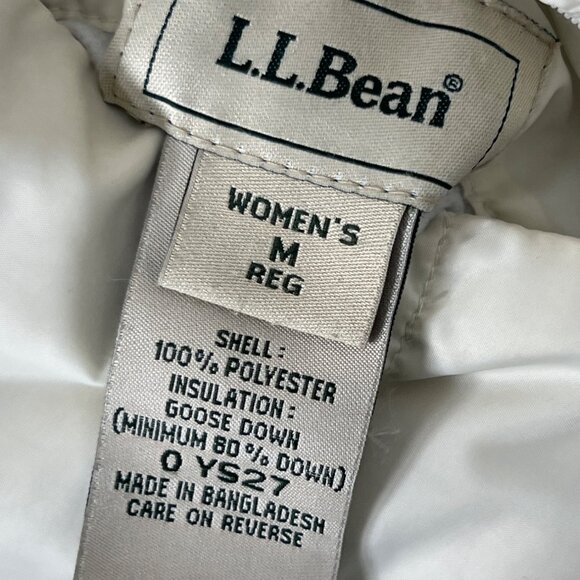 L.L.Bean®
WOMEN'S
M
REG
SHELL:
100% POLYESTER
INSULATION:
GOOSE DOWN
(MINIMUM 80% DOWN)
0 YS27
MADE IN BANGLADESH
CARE ON REVERSE